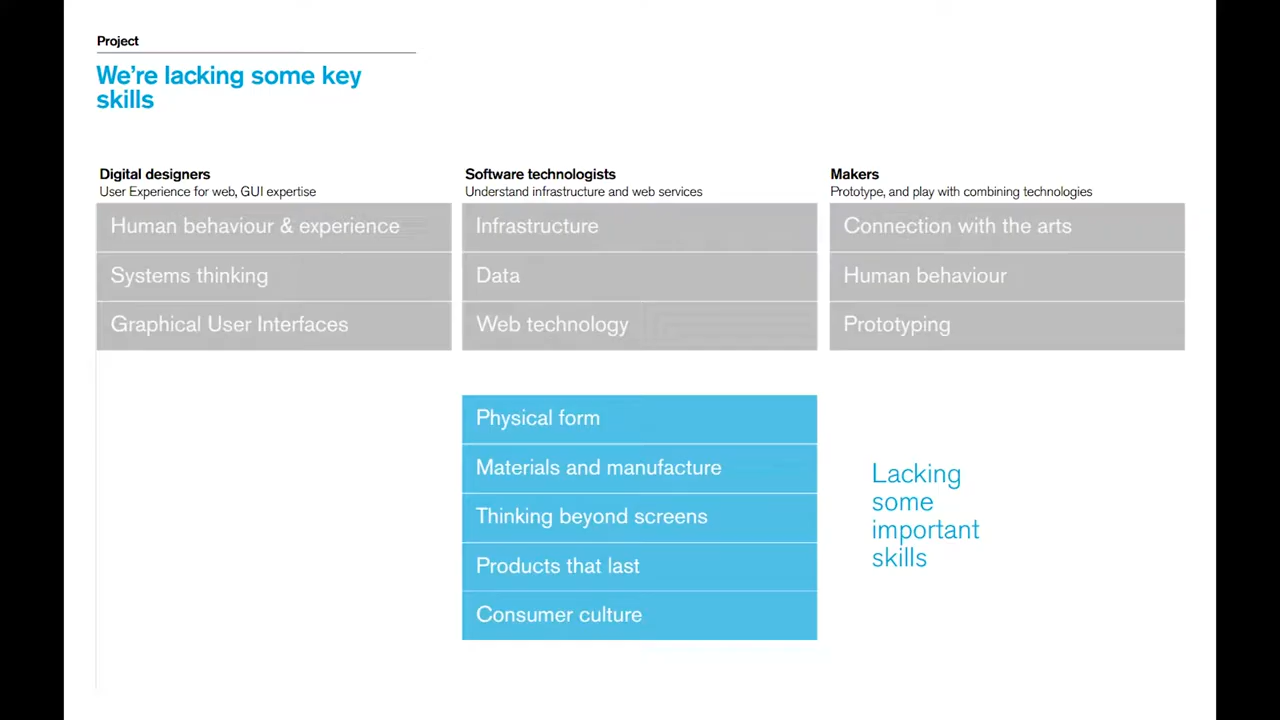 Project
We're lacking some key
skills
Digital designers
User Experience for web, GUI expertise
Human behaviour & experience
Systems thinking
Graphical User Interfaces
Software technologists
Understand infrastructure and web services
Infrastructure
Data
Web technology
Makers
Prototype, and play with combining technologies
Connection with the arts
Human behaviour
Prototyping
Physical form
Materials and manufacture
Thinking beyond screens
Products that last
Consumer culture
Lacking
some
important
skills